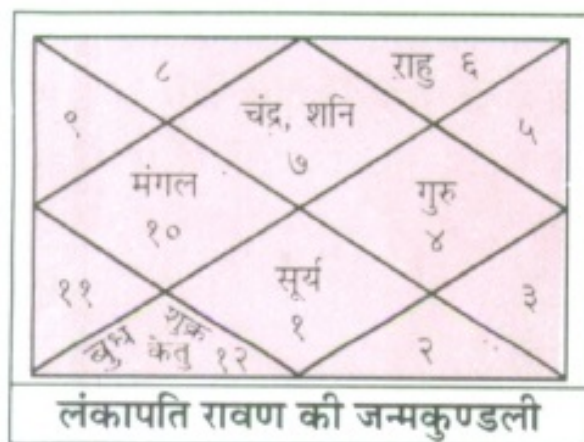 ८
राहु ६
९
चंद्र, शनि
७
५
मंगल
१०
गुरु
४
११
सूर्य
१
३
बुध शुक्र
केतु १२
२
लंकापति रावण की जन्मकुण्डली